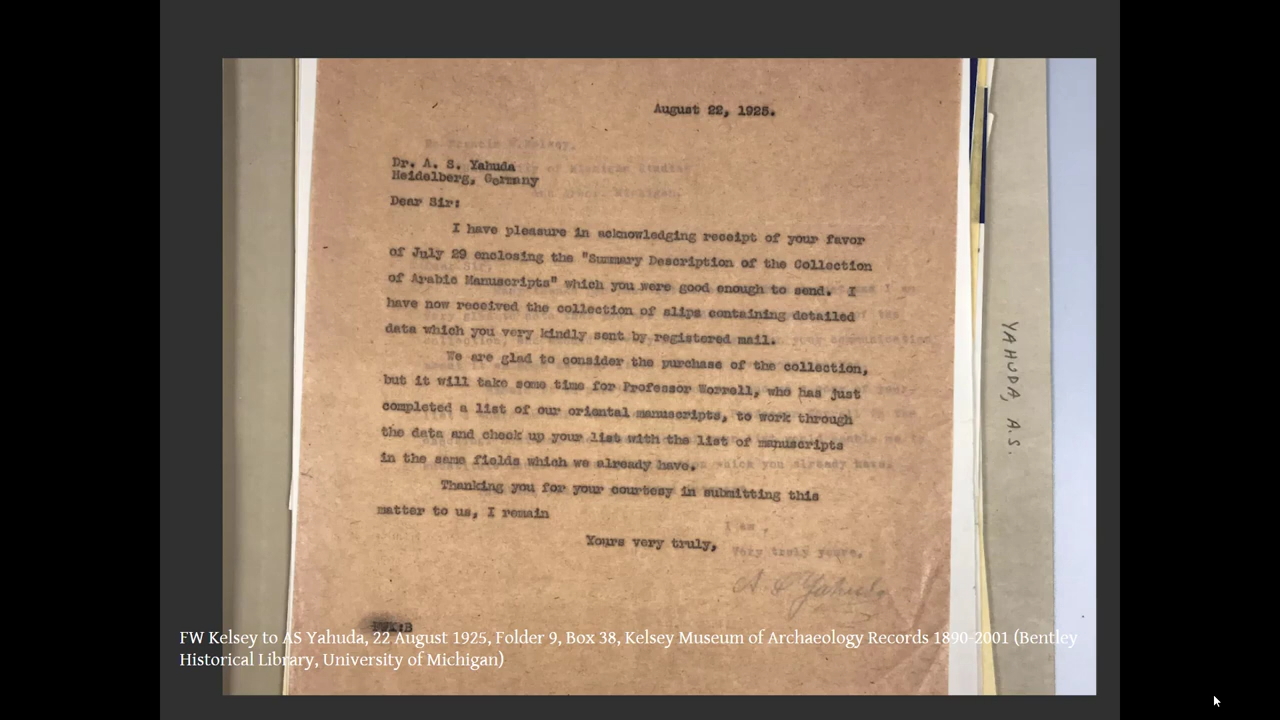 August 22, 1925.
Dr. A. S. Yahuda
Heidelberg, Germany
Dear Sir:
I have pleasure in acknowledging receipt of your favor
of July 29 enclosing the "Summary Description of the Collection
of Arabic Manuscripts" which you were good enough to send. I
have now received the collection of slips containing detailed
data which you very kindly sent by registered mail.
We are glad to consider the purchase of the collection,
but it will take some time for Professor Worrell, who has just
completed a list of our oriental manuscripts, to work through
the data and check up your list with the list of manuscripts
in the same fields which we already have.
Thanking you for your courtesy in submitting this
matter to us, I remain
Yours very truly,
I am,
Very truly yours,
A S Yahuda
YAHUDA, A.S.
FW Kelsey to AS Yahuda, 22 August 1925, Folder 9, Box 38, Kelsey Museum of Archaeology Records 1890-2001 (Bentley
Historical Library, University of Michigan)